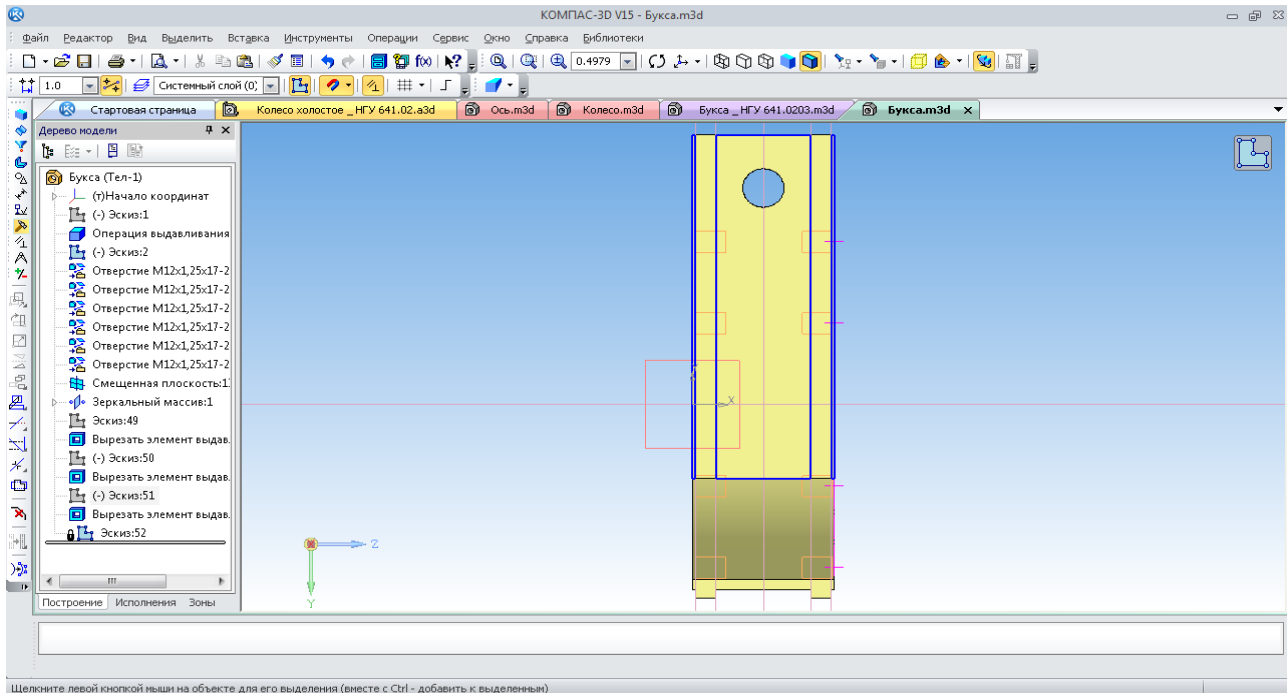 КОМПАС-3D V15 - Букса.m3d
Файл Редактор Вид Выделить Вставка Инструменты Операции Сервис Окно Справка Библиотеки
0.4979
1.0 Системный слой (0)
Стартовая страница Колесо холостое _ НГУ 641.02.a3d Ось.m3d Колесо.m3d Букса _ НГУ 641.0203.m3d Букса.m3d
Дерево модели
Букса (Тел-1)
(т)Начало координат
(-) Эскиз:1
Операция выдавливания
(-) Эскиз:2
Отверстие М12х1,25х17-2
Отверстие М12х1,25х17-2
Отверстие М12х1,25х17-2
Отверстие М12х1,25х17-2
Отверстие М12х1,25х17-2
Отверстие М12х1,25х17-2
Смещенная плоскость:1
Зеркальный массив:1
Эскиз:49
Вырезать элемент выдав.
(-) Эскиз:50
Вырезать элемент выдав.
(-) Эскиз:51
Вырезать элемент выдав.
Эскиз:52
X
Z
Y
Построение Исполнения Зоны
Щелкните левой кнопкой мыши на объекте для его выделения (вместе с Ctrl - добавить к выделенным)